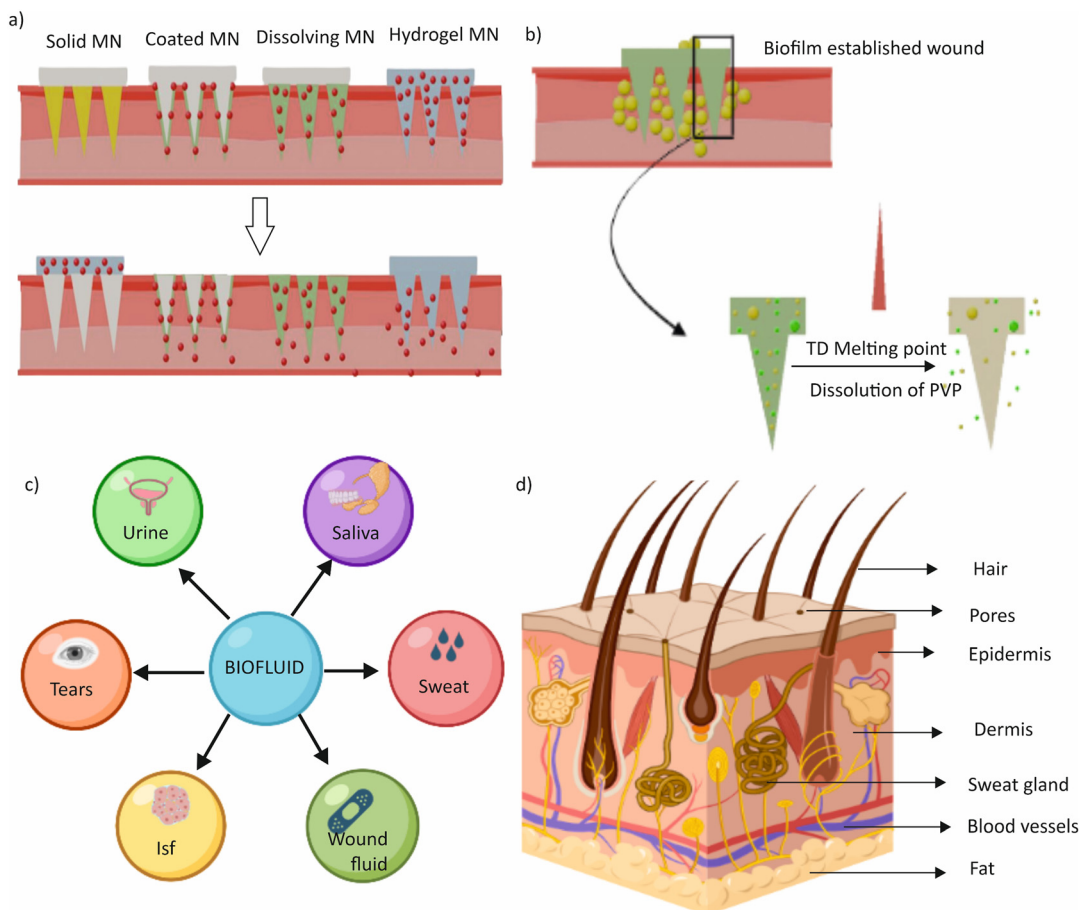 a)
Solid MN
Coated MN
Dissolving MN
Hydrogel MN
b)
Biofilm established wound
TD Melting point
Dissolution of PVP
c)
Urine
Saliva
Tears
BIOFLUID
Sweat
Isf
Wound
fluid
d)
Hair
Pores
Epidermis
Dermis
Sweat gland
Blood vessels
Fat